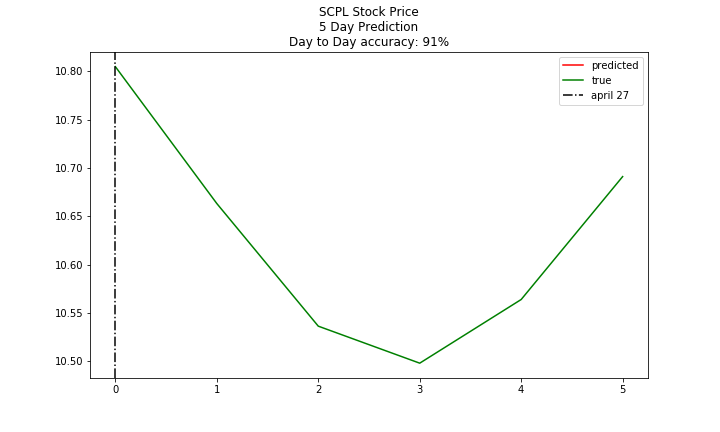 SCPL Stock Price
5 Day Prediction
Day to Day accuracy: 91%
predicted
true
april 27
10.80
10.75
10.70
10.65
10.60
10.55
10.50
0 1 2 3 4 5